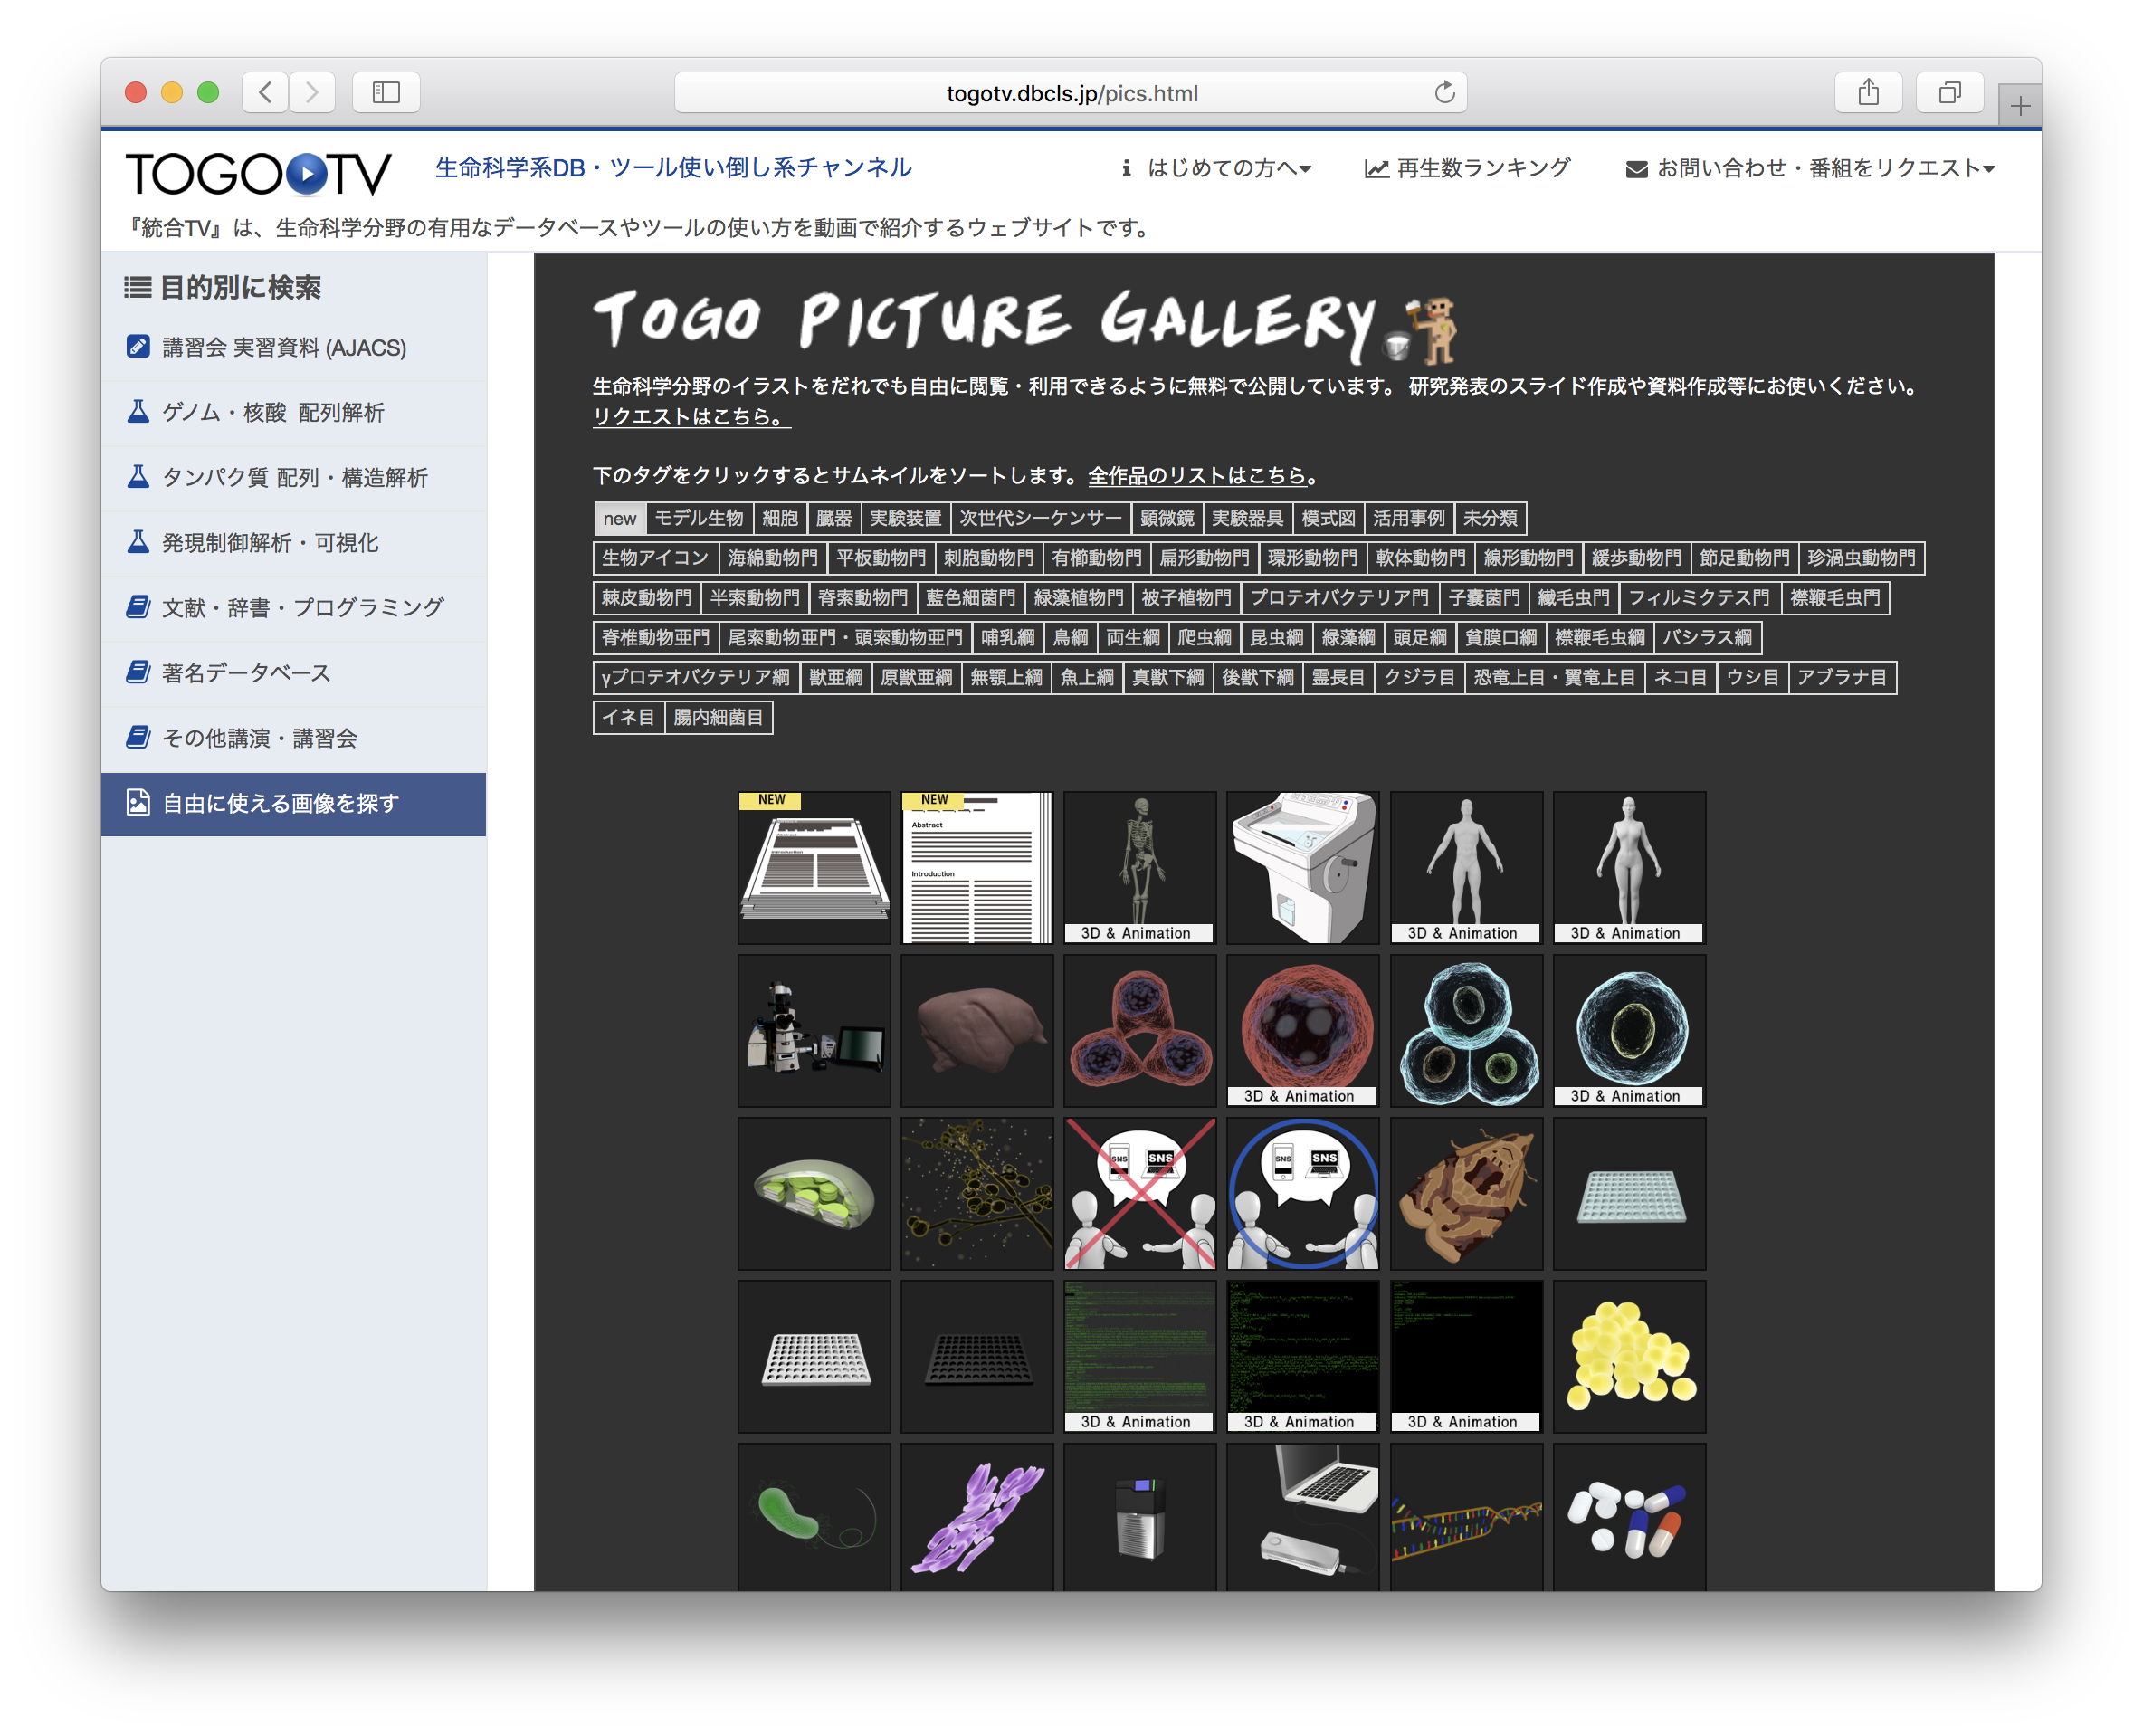 togotv.dbcls.jp/pics.html
TOGO TV
生命科学系DB・ツール使い倒し系チャンネル
はじめての方へ
再生数ランキング
お問い合わせ・番組をリクエスト
『統合TV』は、生命科学分野の有用なデータベースやツールの使い方を動画で紹介するウェブサイトです。
目的別に検索
講習会 実習資料 (AJACS)
ゲノム・核酸 配列解析
タンパク質 配列・構造解析
発現制御解析・可視化
文献・辞書・プログラミング
著名データベース
その他講演・講習会
自由に使える画像を探す
TOGO PICTURE GALLERY
生命科学分野のイラストをだれでも自由に閲覧・利用できるように無料で公開しています。 研究発表のスライド作成や資料作成等にお使いください。
リクエストはこちら。
下のタグをクリックするとサムネイルをソートします。全作品のリストはこちら。
new モデル生物 細胞 臓器 実験装置 次世代シーケンサー 顕微鏡 実験器具 模式図 活用事例 未分類
生物アイコン 海綿動物門 平板動物門 刺胞動物門 有櫛動物門 扁形動物門 環形動物門 軟体動物門 線形動物門 緩歩動物門 節足動物門 珍渦虫動物門
棘皮動物門 半索動物門 脊索動物門 藍色細菌門 緑藻植物門 被子植物門 プロテオバクテリア門 子嚢菌門 繊毛虫門 フィルミクテス門 襟鞭毛虫門
脊椎動物亜門 尾索動物亜門・頭索動物亜門 哺乳綱 鳥綱 両生綱 爬虫綱 昆虫綱 緑藻綱 頭足綱 貧膜口綱 襟鞭毛虫綱 バシラス綱
γプロテオバクテリア綱 獣亜綱 原獣亜綱 無顎上綱 魚上綱 真獣下綱 後獣下綱 霊長目 クジラ目 恐竜上目・翼竜上目 ネコ目 ウシ目 アブラナ目
イネ目 腸内細菌目
NEW
NEW
Abstract
Introduction
Introduction
3D & Animation
3D & Animation
3D & Animation
3D & Animation
3D & Animation
SNS
SNS
SNS
SNS
3D & Animation
3D & Animation
3D & Animation